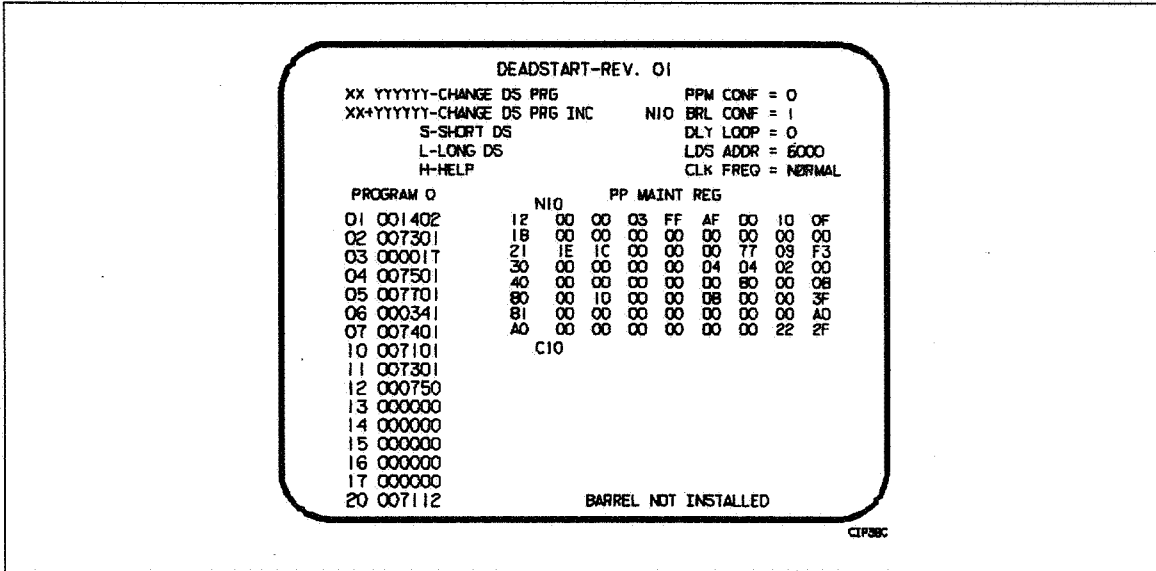 DEADSTART-REV. 01
XX YYYYYY-CHANGE DS PRG PPM CONF = 0
XX+YYYYYY-CHANGE DS PRG INC NIO BRL CONF = 1
S-SHORT DS DLY LOOP = 0
L-LONG DS LDS ADDR = 6000
H-HELP CLK FREQ = NØRMAL
PROGRAM 0 PP MAINT REG
NIO
01 001402 12 00 00 03 FF AF 00 10 0F
02 007301 1B 00 00 00 00 00 00 00 00
03 000017 21 1E 1C 00 00 00 77 09 F3
04 007501 30 00 00 00 00 04 04 02 00
05 007701 40 00 00 00 00 00 80 00 08
06 000341 80 00 10 00 00 08 00 00 3F
07 007401 81 00 00 00 00 00 00 00 A0
A0 00 00 00 00 00 00 22 2F
10 007101 CIO
11 007301
12 000750
13 000000
14 000000
15 000000
16 000000
17 000000
20 007112 BARREL NOT INSTALLED
CIP38C